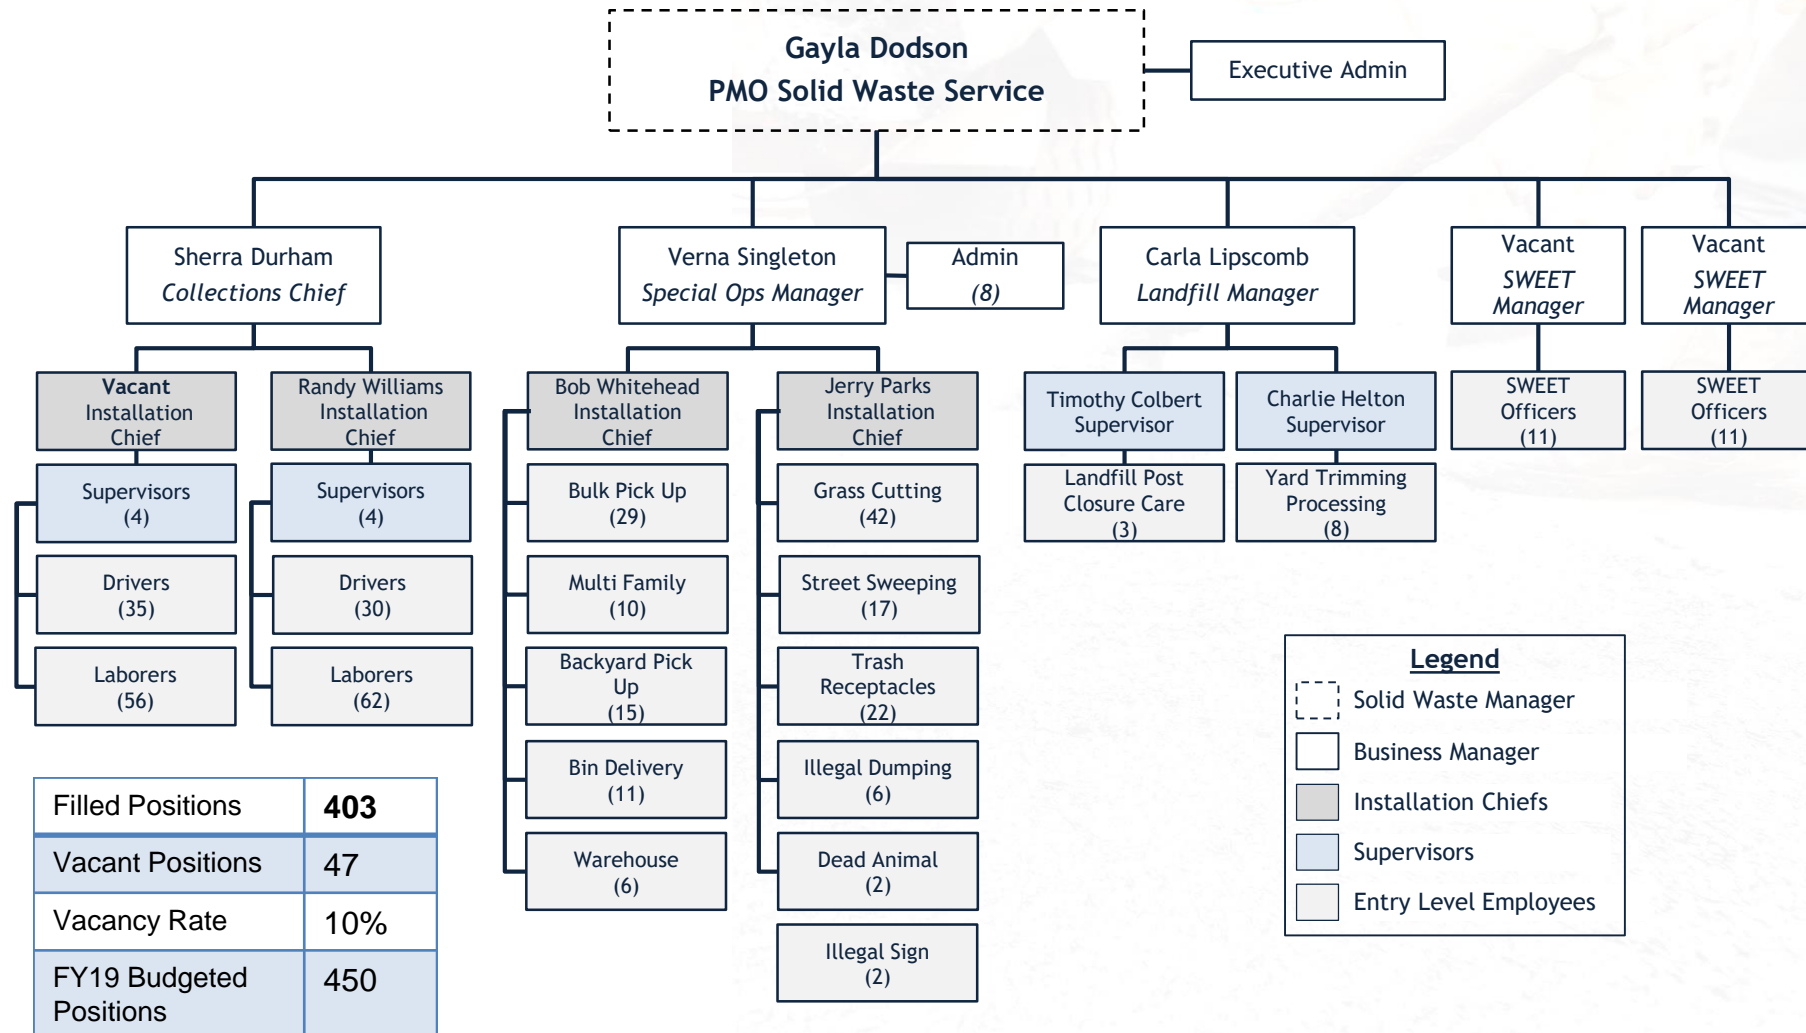 Gayla Dodson
PMO Solid Waste Service
Executive Admin
Sherra Durham
Collections Chief
Verna Singleton
Special Ops Manager
Admin
(8)
Carla Lipscomb
Landfill Manager
Vacant
SWEET
Manager
Vacant
SWEET
Manager
Vacant
Installation
Chief
Randy Williams
Installation
Chief
Bob Whitehead
Installation
Chief
Jerry Parks
Installation
Chief
Timothy Colbert
Supervisor
Charlie Helton
Supervisor
SWEET
Officers
(11)
SWEET
Officers
(11)
Supervisors
(4)
Supervisors
(4)
Bulk Pick Up
(29)
Grass Cutting
(42)
Landfill Post
Closure Care
(3)
Yard Trimming
Processing
(8)
Drivers
(35)
Drivers
(30)
Multi Family
(10)
Street Sweeping
(17)
Laborers
(56)
Laborers
(62)
Backyard Pick
Up
(15)
Trash
Receptacles
(22)
Bin Delivery
(11)
Illegal Dumping
(6)
Warehouse
(6)
Dead Animal
(2)
Illegal Sign
(2)
Legend
Solid Waste Manager
Business Manager
Installation Chiefs
Supervisors
Entry Level Employees
Filled Positions 403
Vacant Positions 47
Vacancy Rate 10%
FY19 Budgeted 450
Positions